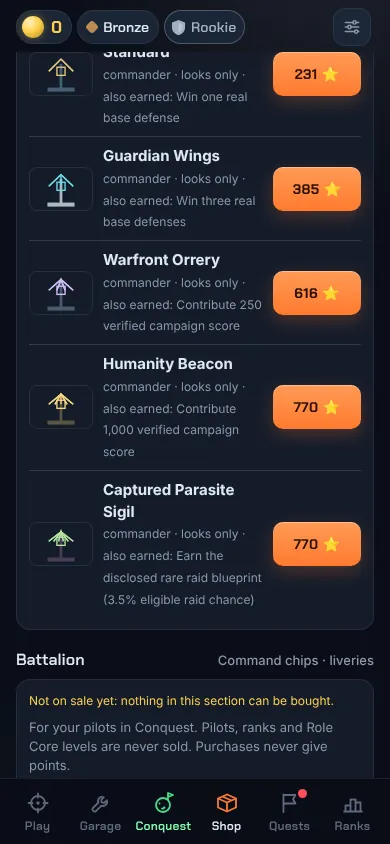 0 Bronze Rookie
Standard
commander · looks only ·
also earned: Win one real
base defense
231 ⭐
Guardian Wings
commander · looks only ·
also earned: Win three real
base defenses
385 ⭐
Warfront Orrery
commander · looks only ·
also earned: Contribute 250
verified campaign score
616 ⭐
Humanity Beacon
commander · looks only ·
also earned: Contribute
1,000 verified campaign
score
770 ⭐
Captured Parasite
Sigil
commander · looks only ·
also earned: Earn the
disclosed rare raid blueprint
(3.5% eligible raid chance)
770 ⭐
Battalion
Command chips · liveries
Not on sale yet: nothing in this section can be bought.
For your pilots in Conquest. Pilots, ranks and Role
Core levels are never sold. Purchases never give
points.
Play Garage Conquest Shop Quests Ranks